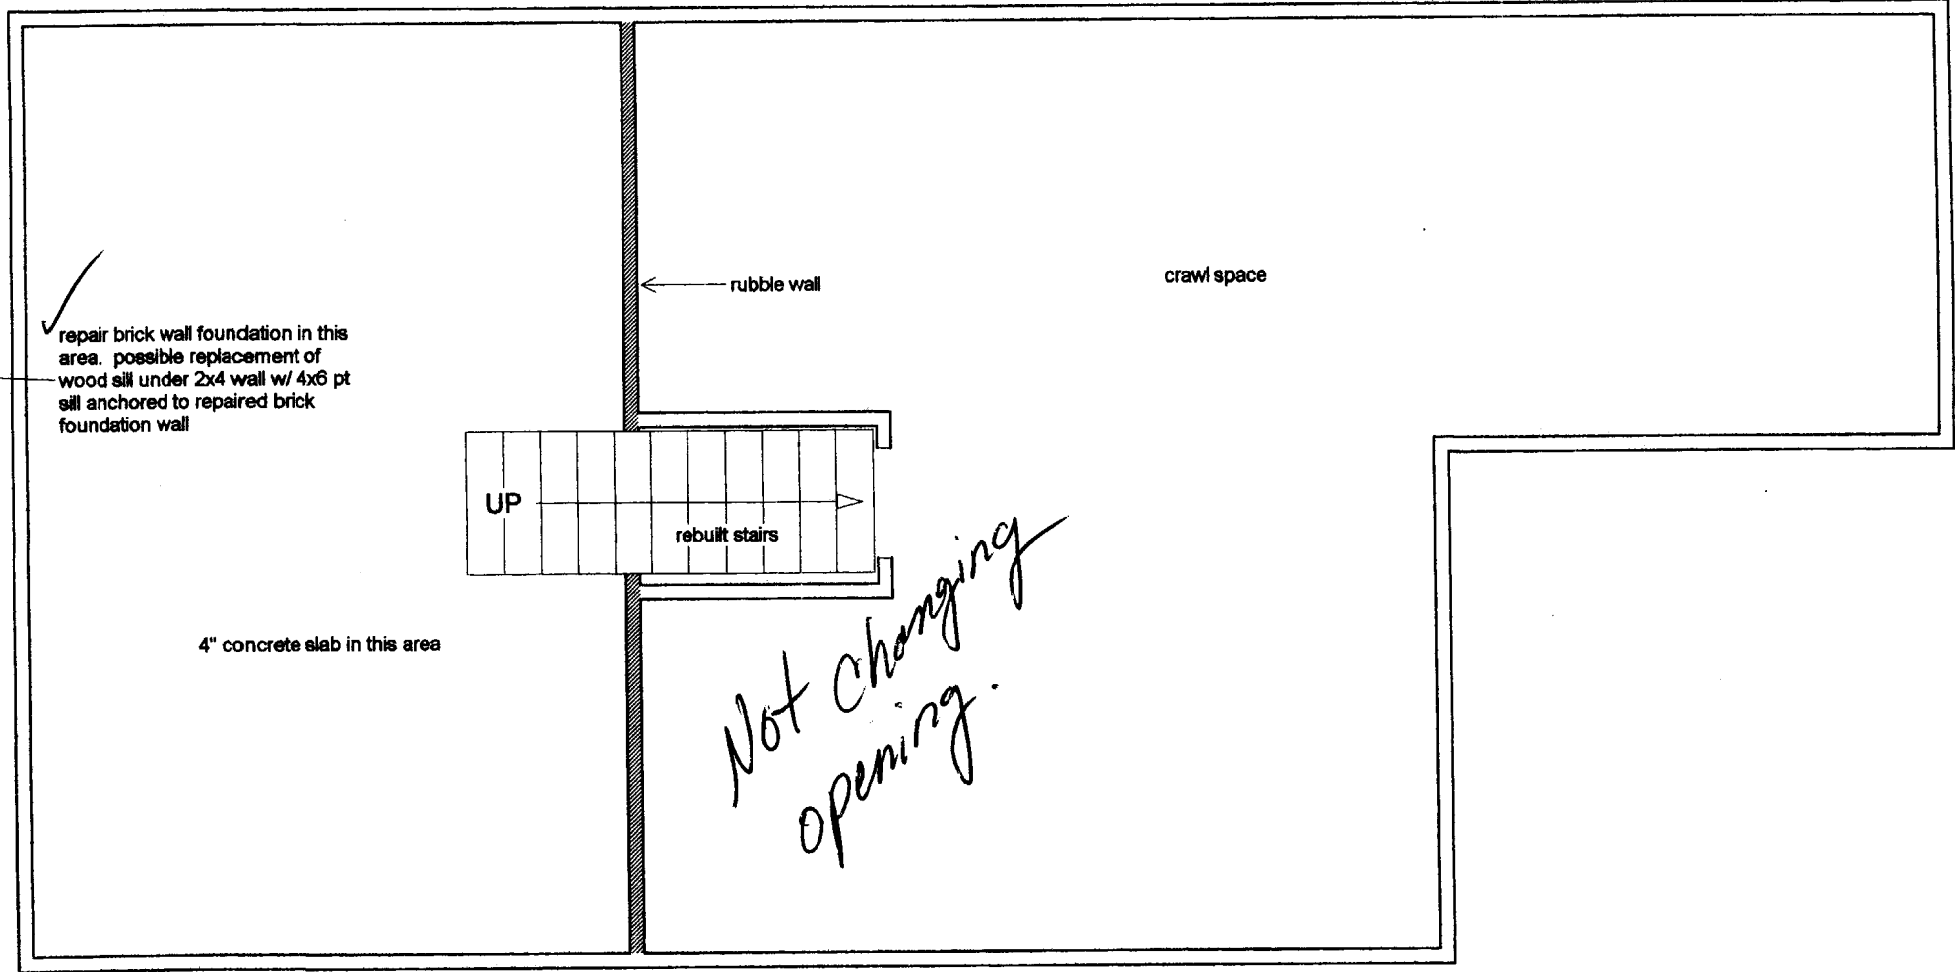 rubble wall
crawl space
repair brick wall foundation in this
area. possible replacement of
wood sill under 2x4 wall w/ 4x6 pt
sill anchored to repaired brick
foundation wall
UP
rebuilt stairs
4" concrete slab in this area
Not changing
opening.